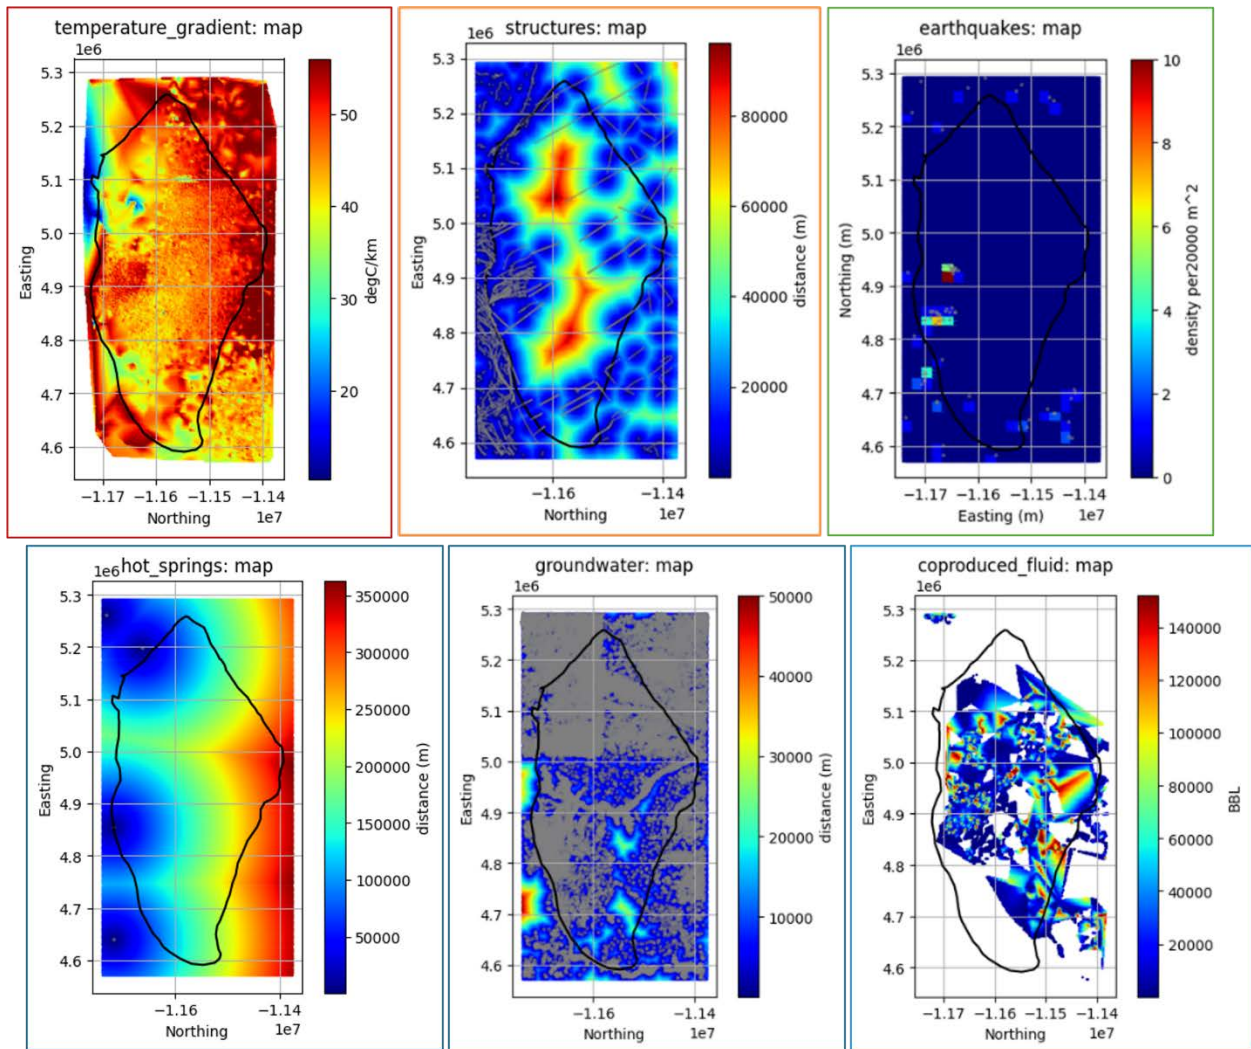 temperature_gradient: map
1e6
5.3
5.2
5.1
5.0
4.9
4.8
4.7
4.6
Easting
−1.17 −1.16 −1.15 −1.14
Northing
1e7
50
40
30
20
degC/km
structures: map
1e6
5.3
5.2
5.1
5.0
4.9
4.8
4.7
4.6
Easting
−1.16 −1.14
Northing
1e7
80000
60000
40000
20000
distance (m)
earthquakes: map
1e6
5.3
5.2
5.1
5.0
4.9
4.8
4.7
4.6
Northing (m)
−1.17 −1.16 −1.15 −1.14
Easting (m)
1e7
10
8
6
4
2
0
density per20000 m^2
hot_springs: map
1e6
5.3
5.2
5.1
5.0
4.9
4.8
4.7
4.6
Easting
−1.16 −1.14
Northing
1e7
350000
300000
250000
200000
150000
100000
50000
distance (m)
groundwater: map
1e6
5.3
5.2
5.1
5.0
4.9
4.8
4.7
4.6
Easting
−1.16 −1.14
Northing
1e7
50000
40000
30000
20000
10000
distance (m)
coproduced_fluid: map
1e6
5.3
5.2
5.1
5.0
4.9
4.8
4.7
4.6
Easting
−1.17 −1.16 −1.15 −1.14
Northing
1e7
140000
120000
100000
80000
60000
40000
20000
BBL